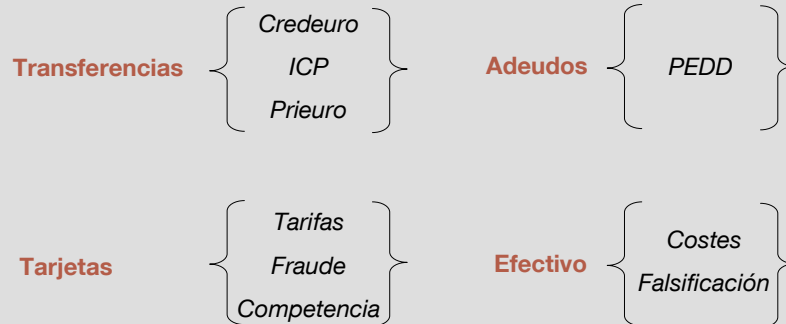 Transferencias
Credeuro
ICP
Prieuro
Adeudos
PEDD
Tarjetas
Tarifas
Fraude
Competencia
Efectivo
Costes
Falsificación